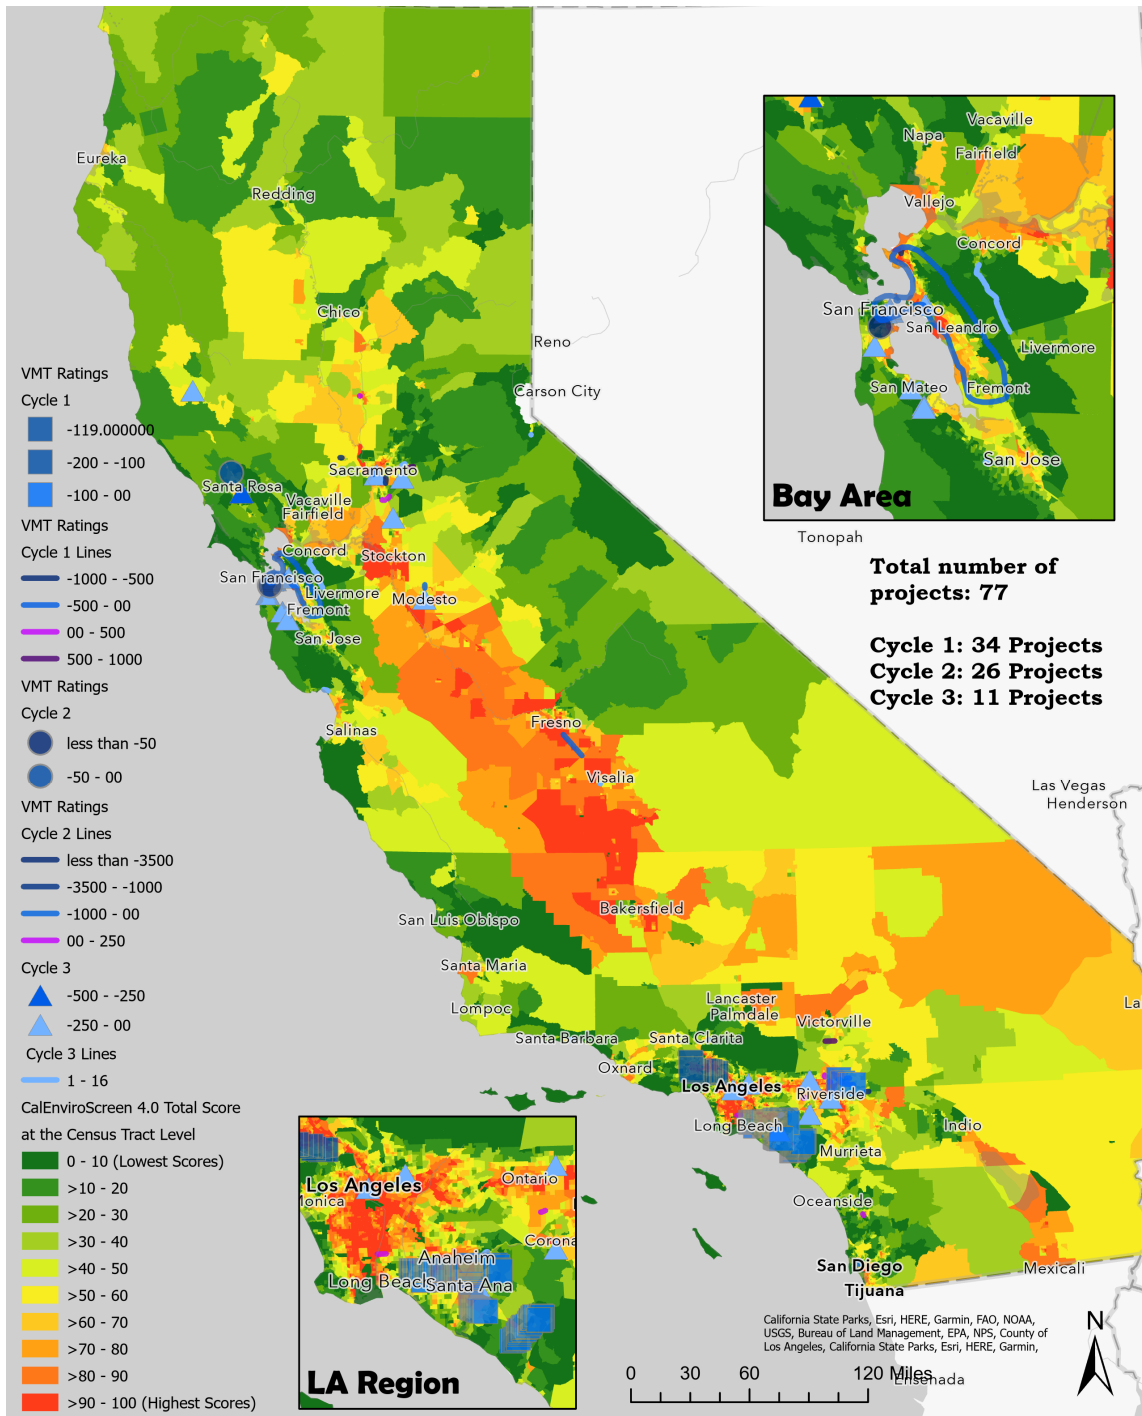 Eureka
Redding
Chico
Reno
Carson City
VMT Ratings
Cycle 1
-119.000000
-200 - -100
-100 - 00
VMT Ratings
Cycle 1 Lines
-1000 - -500
-500 - 00
00 - 500
500 - 1000
VMT Ratings
Cycle 2
less than -50
-50 - 00
VMT Ratings
Cycle 2 Lines
less than -3500
-3500 - -1000
-1000 - 00
00 - 250
Cycle 3
-500 - -250
-250 - 00
Cycle 3 Lines
1 - 16
CalEnviroScreen 4.0 Total Score
at the Census Tract Level
0 - 10 (Lowest Scores)
>10 - 20
>20 - 30
>30 - 40
>40 - 50
>50 - 60
>60 - 70
>70 - 80
>80 - 90
>90 - 100 (Highest Scores)
Sacramento
Santa Rosa
Vacaville
Fairfield
Concord
Stockton
San Francisco
Livermore
Modesto
Fremont
San Jose
Salinas
Fresno
Visalia
San Luis Obispo
Bakersfield
Santa Maria
Lompoc
Santa Barbara
Lancaster
Palmdale
Victorville
Santa Clarita
Oxnard
Los Angeles
Riverside
Long Beach
Indio
Murrieta
Oceanside
San Diego
Tijuana
Mexicali
Ensenada
Tonopah
Las Vegas
Henderson
La
Vacaville
Napa
Fairfield
Vallejo
Concord
San Francisco
San Leandro
Livermore
San Mateo
Fremont
San Jose
Bay Area
Total number of
projects: 77
Cycle 1: 34 Projects
Cycle 2: 26 Projects
Cycle 3: 11 Projects
Los Angeles
Ontario
Monica
Corona
Anaheim
Long Beach
Santa Ana
LA Region
California State Parks, Esri, HERE, Garmin, FAO, NOAA,
USGS, Bureau of Land Management, EPA, NPS, County of
Los Angeles, California State Parks, Esri, HERE, Garmin,
0 30 60 120 Miles
N